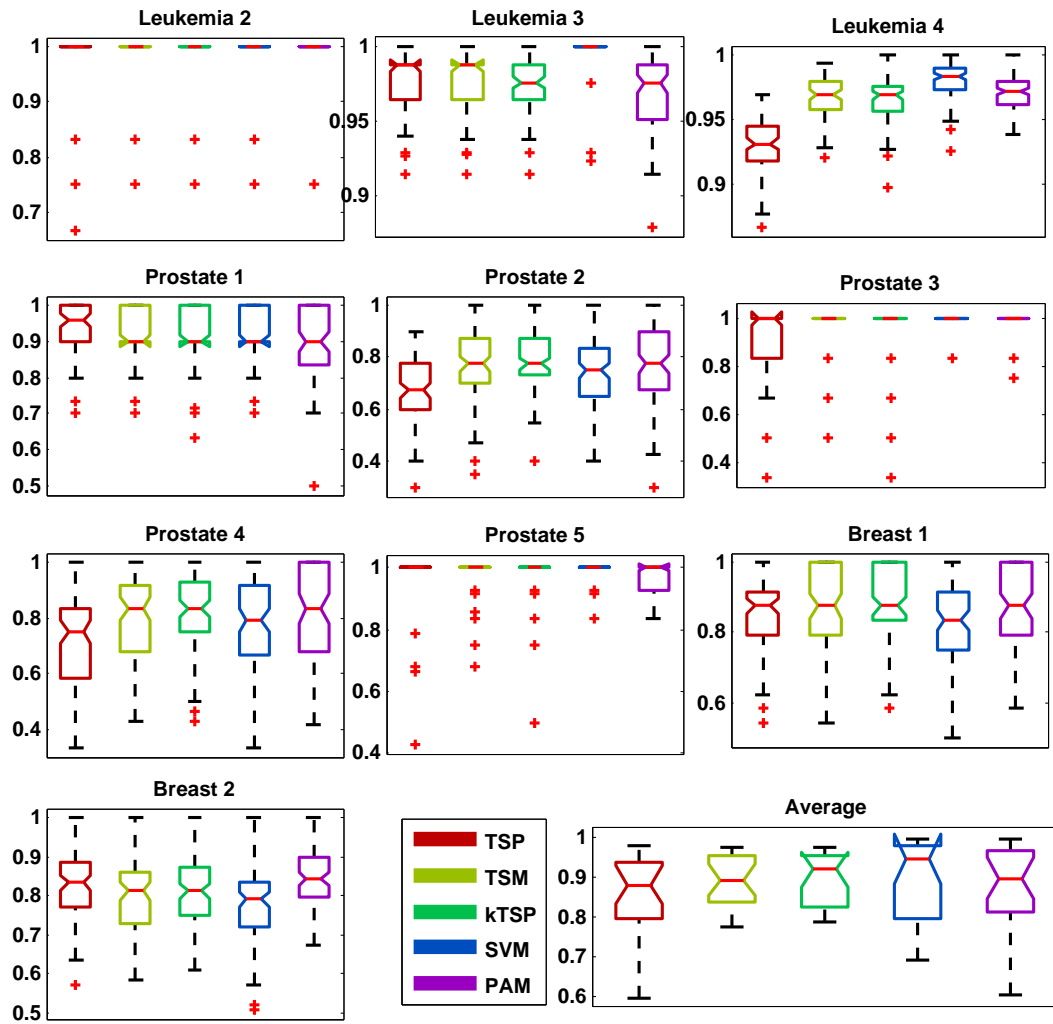 Leukemia 2
1
0.9
0.8
0.7
Leukemia 3
1
0.95
0.9
Leukemia 4
1
0.95
0.9
Prostate 1
1
0.9
0.8
0.7
0.6
0.5
Prostate 2
1
0.8
0.6
0.4
Prostate 3
1
0.8
0.6
0.4
Prostate 4
1
0.8
0.6
0.4
Prostate 5
1
0.8
0.6
0.4
Breast 1
1
0.8
0.6
Breast 2
1
0.9
0.8
0.7
0.6
0.5
TSP
TSM
kTSP
SVM
PAM
Average
1
0.9
0.8
0.7
0.6